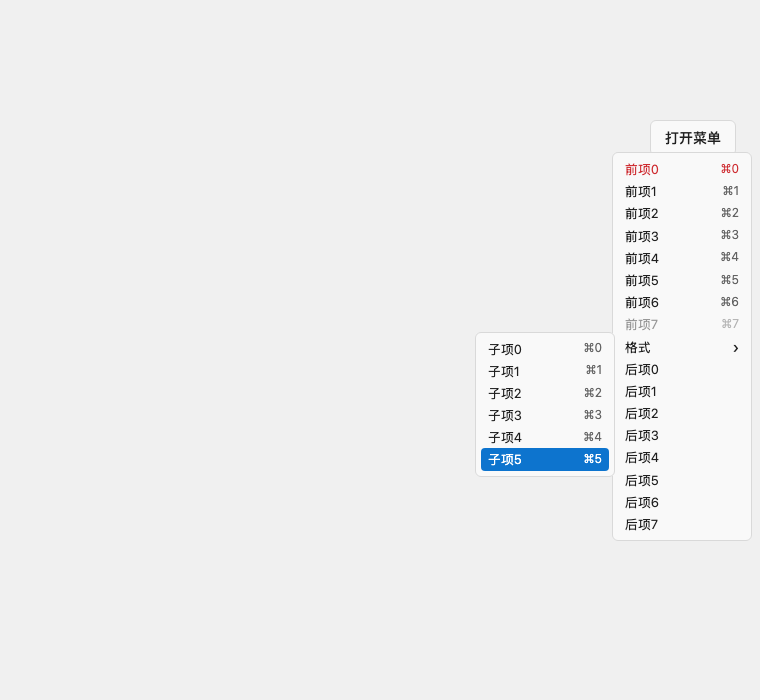 打开菜单
前项0 ⌘0
前项1 ⌘1
前项2 ⌘2
前项3 ⌘3
前项4 ⌘4
前项5 ⌘5
前项6 ⌘6
前项7 ⌘7
格式 ›
后项0
后项1
后项2
后项3
后项4
后项5
后项6
后项7
子项0 ⌘0
子项1 ⌘1
子项2 ⌘2
子项3 ⌘3
子项4 ⌘4
子项5 ⌘5